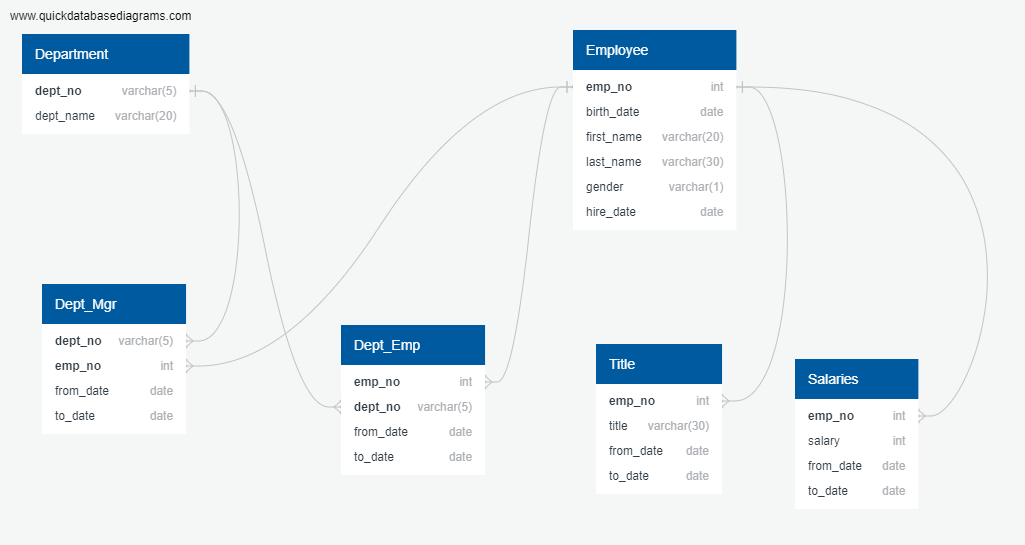 www.quickdatabasediagrams.com
Department
dept_no varchar(5)
dept_name varchar(20)
Employee
emp_no int
birth_date date
first_name varchar(20)
last_name varchar(30)
gender varchar(1)
hire_date date
Dept_Mgr
dept_no varchar(5)
emp_no int
from_date date
to_date date
Dept_Emp
emp_no int
dept_no varchar(5)
from_date date
to_date date
Title
emp_no int
title varchar(30)
from_date date
to_date date
Salaries
emp_no int
salary int
from_date date
to_date date